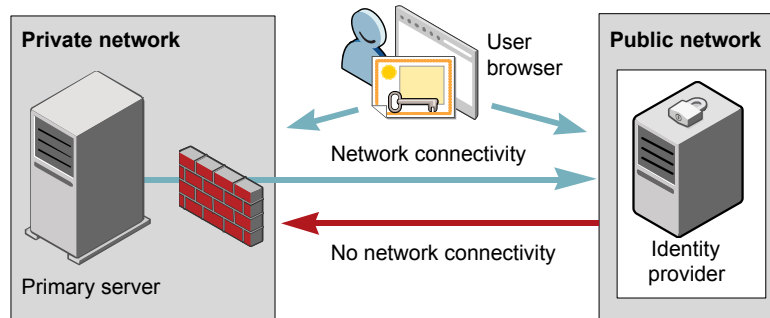 Private network
User
browser
Public network
Network connectivity
No network connectivity
Primary server
Identity
provider